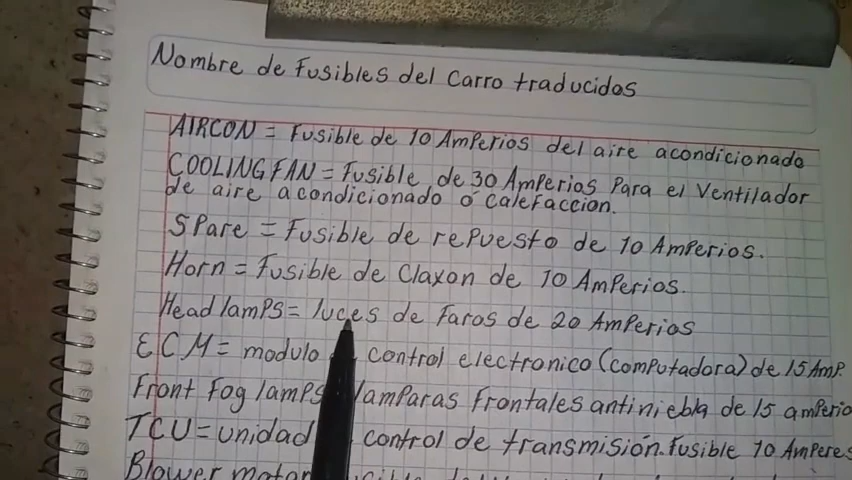 Nombre de Fusibles del Carro traducidos
AIRCON = Fusible de 10 AmPerios del aire acondicionado
COOLING FAN = Fusible de 30 AmPerios Para el Ventilador
de aire acondicionado ó CaleFaccion.
SPare = Fusible de rePuesto de 10 AmPerios.
Horn = Fusible de Claxon de 10 AmPerios.
Head lamPs = luces de Faros de 20 AmPerios
ECM = modulo control electronico (computadora) de 15 AmP.
Front Fog lamPs lamParas Frontales antiniebla de 15 amPerio
TCU = unidad control de transmisión. Fusible 10 AmPeres
Blower motor